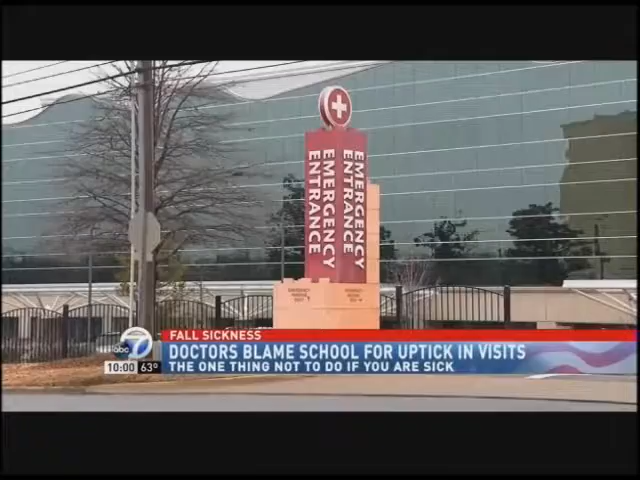 EMERGENCY
ENTRANCE
EMERGENCY
ENTRANCE
FALL SICKNESS
DOCTORS BLAME SCHOOL FOR UPTICK IN VISITS
THE ONE THING NOT TO DO IF YOU ARE SICK
abc 7
10:00 63°